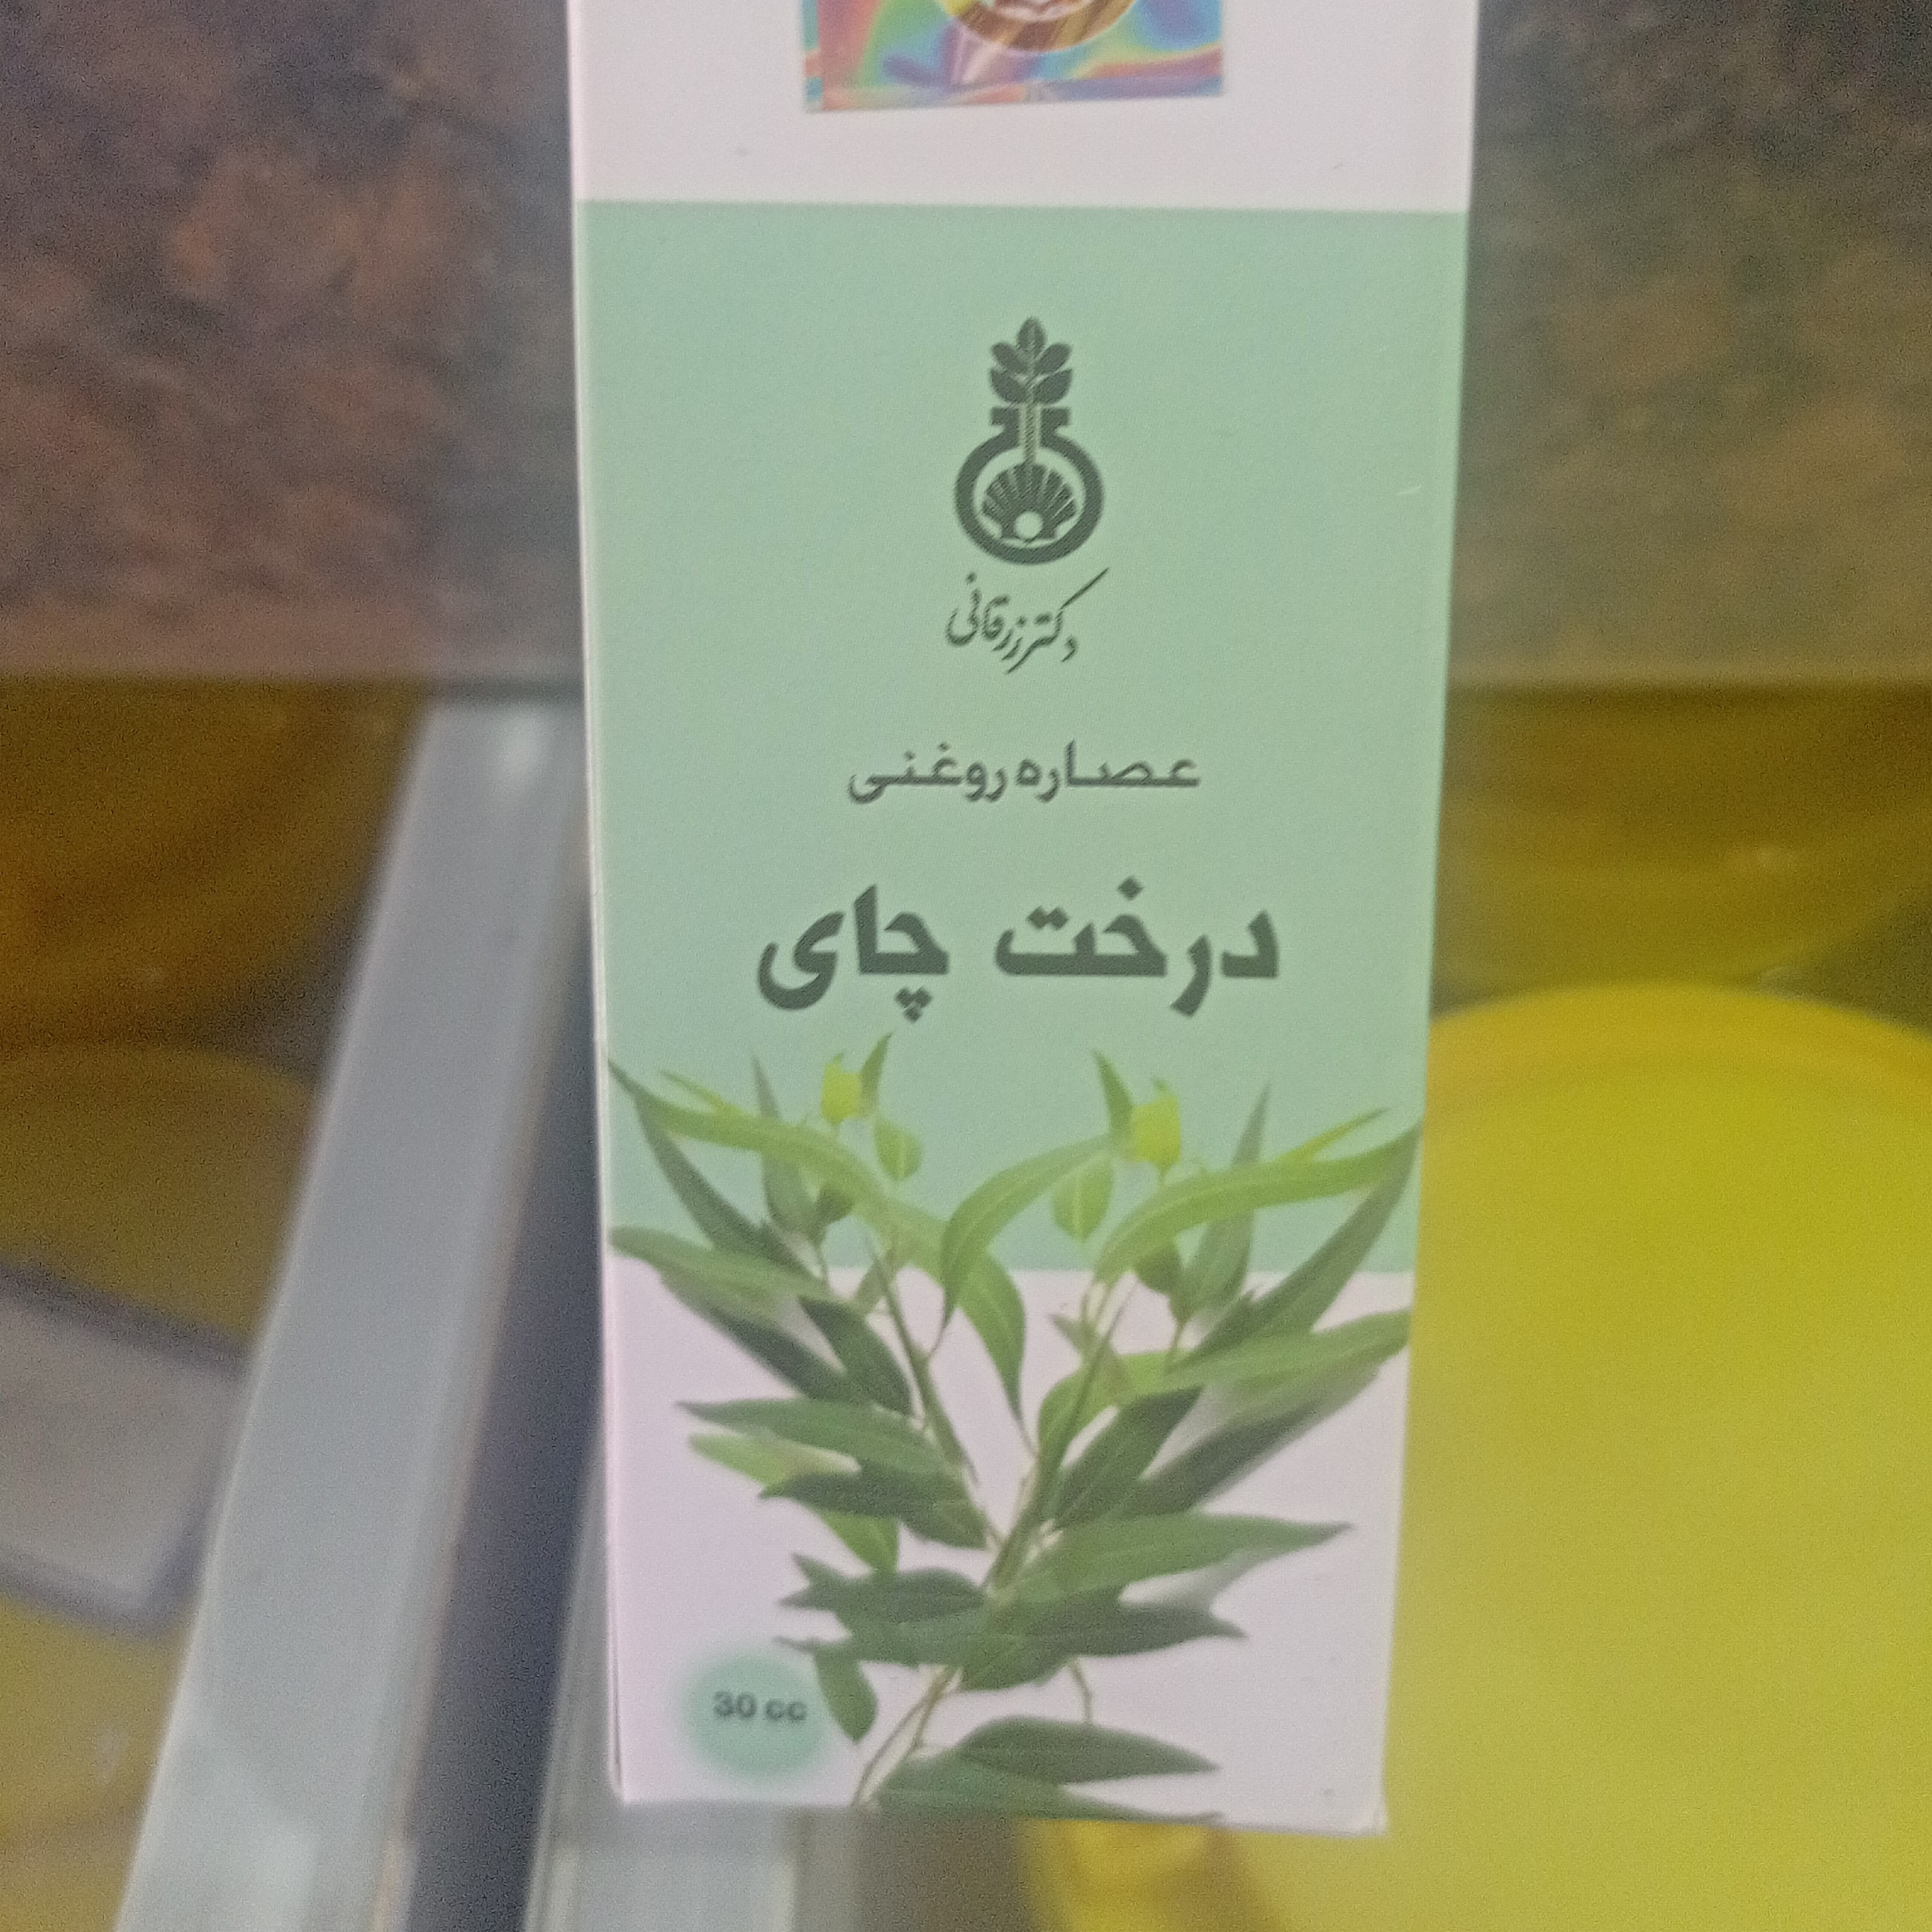 دکتر زرقانی
عصاره روغنی
درخت چای
30 cc